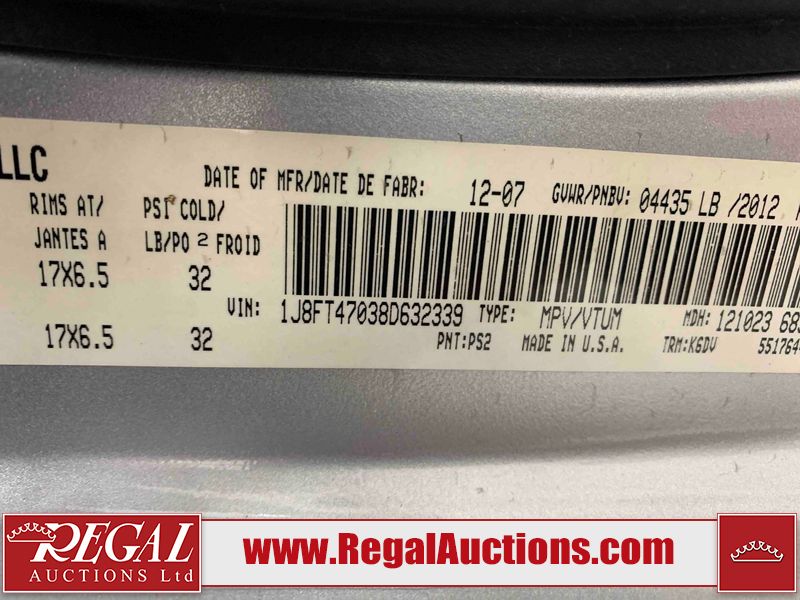 LLC
DATE OF MFR/DATE DE FABR: 12-07 GVWR/PNBV: 04435 LB /2012
RIMS AT/ PSI COLD/
JANTES A LB/PO 2 FROID
17X6.5 32
VIN: 1J8FT47038D632339 TYPE: MPV/VTUM MDH: 121023
17X6.5 32 PNT:PS2 MADE IN U.S.A. TRM:K6DV 55176
REGAL
AUCTIONS Ltd
www.RegalAuctions.com